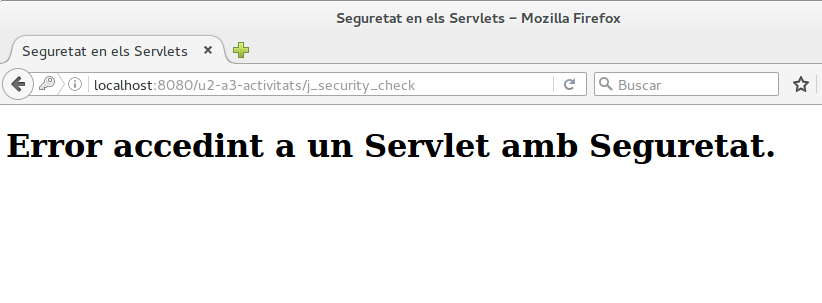 Seguretat en els Servlets – Mozilla Firefox
Seguretat en els Servlets
localhost:8080/u2-a3-activitats/j_security_check
Buscar
Error accedint a un Servlet amb Seguretat.